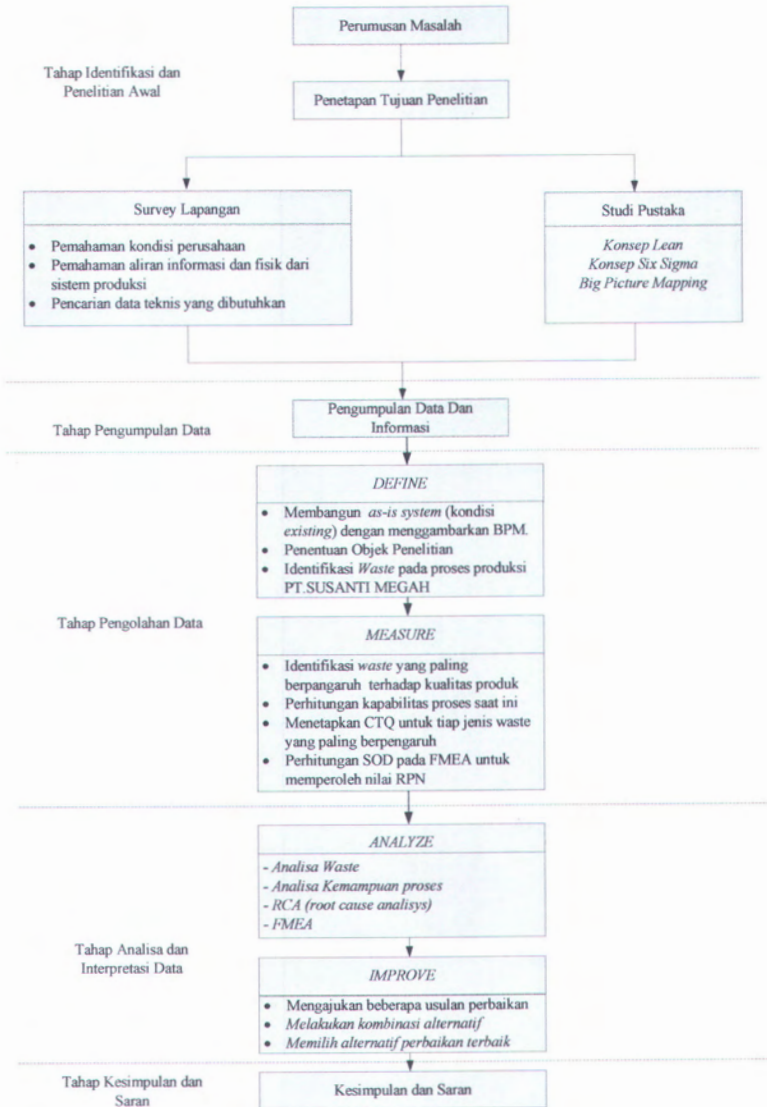 Perumusan Masalah
Tahap Identifikasi dan
Penelitian Awal
Penetapan Tujuan Penelitian
Survey Lapangan
• Pemahaman kondisi perusahaan
• Pemahaman aliran informasi dan fisik dari
sistem produksi
• Pencarian data teknis yang dibutuhkan
Studi Pustaka
Konsep Lean
Konsep Six Sigma
Big Picture Mapping
Tahap Pengumpulan Data
Pengumpulan Data Dan
Informasi
Tahap Pengolahan Data
DEFINE
• Membangun as-is system (kondisi
existing) dengan menggambarkan BPM.
• Penentuan Objek Penelitian
• Identifikasi Waste pada proses produksi
PT.SUSANTI MEGAH
MEASURE
• Identifikasi waste yang paling
berpangaruh terhadap kualitas produk
• Perhitungan kapabilitas proses saat ini
• Menetapkan CTQ untuk tiap jenis waste
yang paling berpengaruh
• Perhitungan SOD pada FMEA untuk
memperoleh nilai RPN
Tahap Analisa dan
Interpretasi Data
ANALYZE
- Analisa Waste
- Analisa Kemampuan proses
- RCA (root cause analisys)
- FMEA
IMPROVE
• Mengajukan beberapa usulan perbaikan
• Melakukan kombinasi alternatif
• Memilih alternatif perbaikan terbaik
Tahap Kesimpulan dan
Saran
Kesimpulan dan Saran